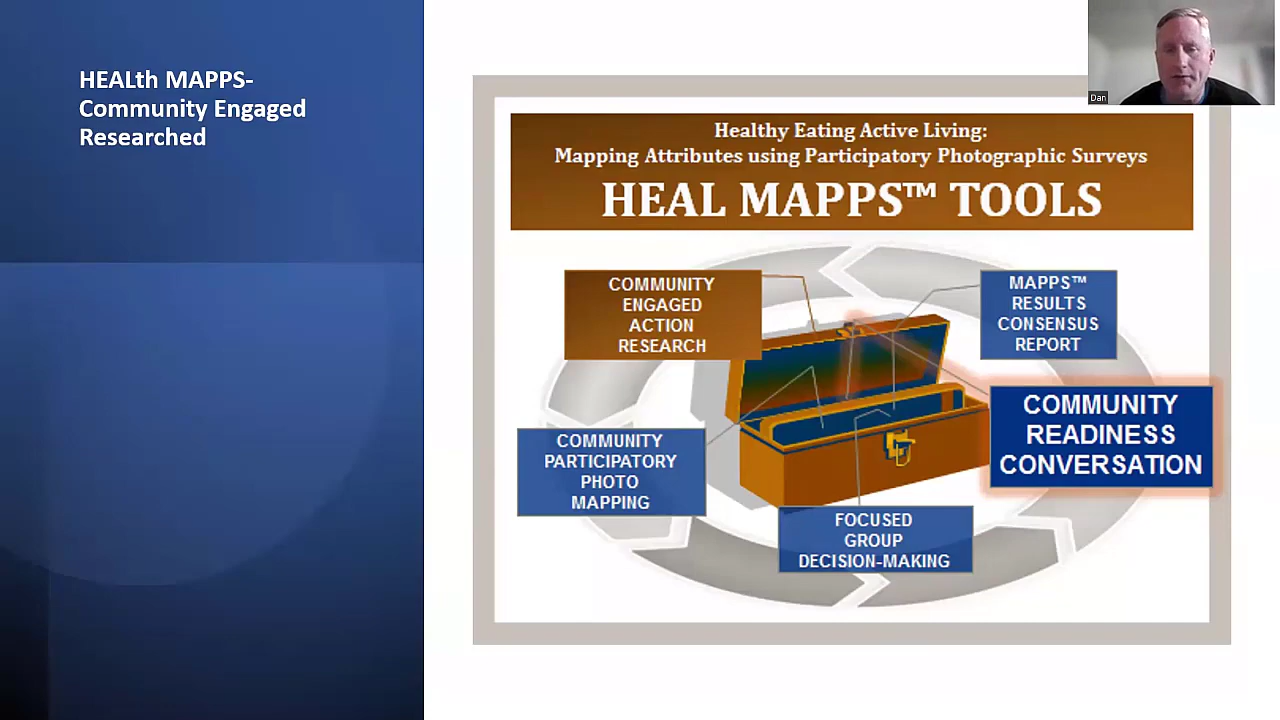 HEALth MAPPS-
Community Engaged
Researched
Dan
Healthy Eating Active Living:
Mapping Attributes using Participatory Photographic Surveys
HEAL MAPPS™ TOOLS
COMMUNITY
ENGAGED
ACTION
RESEARCH
MAPPS™
RESULTS
CONSENSUS
REPORT
COMMUNITY
READINESS
CONVERSATION
COMMUNITY
PARTICIPATORY
PHOTO
MAPPING
FOCUSED
GROUP
DECISION-MAKING